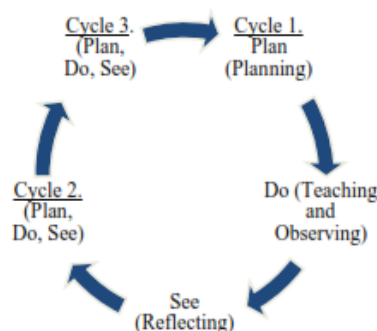 Cycle 3.
(Plan,
Do, See)
Cycle 1.
Plan
(Planning)
Do (Teaching
and
Observing)
See
(Reflecting)
Cycle 2.
(Plan,
Do, See)